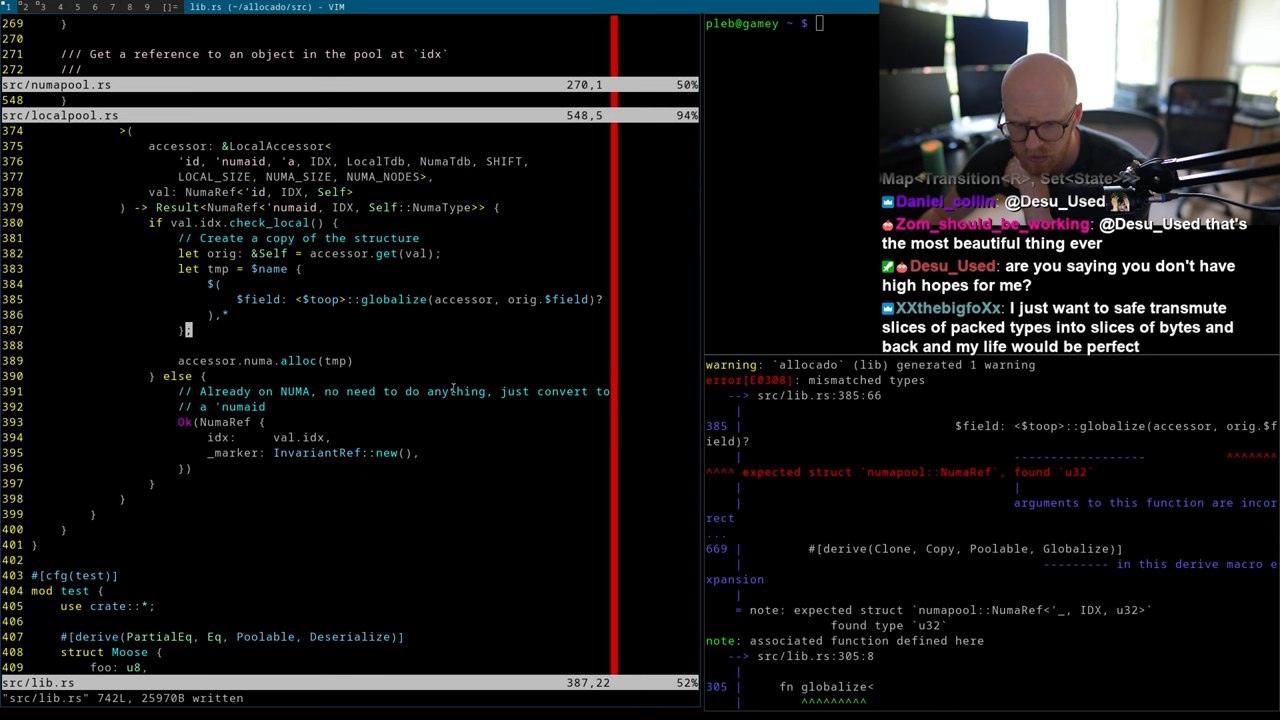 1 2 3 4 5 6 7 8 9 []= lib.rs (~/allocado/src) - VIM
269     }
270
271     /// Get a reference to an object in the pool at `idx`
272     ///
src/numapool.rs 270,1 50%
548     }
src/localpool.rs 548,5 94%
374             >(
375                 accessor: &LocalAccessor<
376                     'id, 'numaid, 'a, IDX, LocalTdb, NumaTdb, SHIFT,
377                     LOCAL_SIZE, NUMA_SIZE, NUMA_NODES>,
378                 val: NumaRef<'id, IDX, Self>
379             ) -> Result<NumaRef<'numaid, IDX, Self::NumaType>> {
380                 if val.idx.check_local() {
381                     // Create a copy of the structure
382                     let orig: &Self = accessor.get(val);
383                     let tmp = $name {
384                         $(
385                             $field: <$toop>::globalize(accessor, orig.$field)?
386                         ),*
387                     };
388
389                     accessor.numa.alloc(tmp)
390                 } else {
391                     // Already on NUMA, no need to do anything, just convert to
392                     // a 'numaid
393                     Ok(NumaRef {
394                         idx:     val.idx,
395                         _marker: InvariantRef::new(),
396                     })
397                 }
398             }
399         }
400     }
401 }
402
403 #[cfg(test)]
404 mod test {
405     use crate::*;
406
407     #[derive(PartialEq, Eq, Poolable, Deserialize)]
408     struct Moose {
409         foo: u8,
src/lib.rs 387,22 52%
"src/lib.rs" 742L, 25970B written
pleb@gamey ~ $
Map<Transition<R>, Set<State>>>
Daniel_collin: @Desu_Used
Zom_should_be_working: @Desu_Used that's
the most beautiful thing ever
Desu_Used: are you saying you don't have
high hopes for me?
XXthebigfoXx: I just want to safe transmute
slices of packed types into slices of bytes and
back and my life would be perfect
warning: `allocado` (lib) generated 1 warning
error[E0308]: mismatched types
   --> src/lib.rs:385:66
    |
385 |                             $field: <$toop>::globalize(accessor, orig.$f
ield)?
    |                                      ------------------            ^^^^^^^
^^^^ expected struct `numapool::NumaRef`, found `u32`
    |                                      |
    |                                      arguments to this function are incor
rect
...
669 |         #[derive(Clone, Copy, Poolable, Globalize)]
    |                                         --------- in this derive macro e
xpansion
    |
    = note: expected struct `numapool::NumaRef<'_, IDX, u32>`
                 found type `u32`
note: associated function defined here
   --> src/lib.rs:305:8
    |
305 |     fn globalize<
    |        ^^^^^^^^^